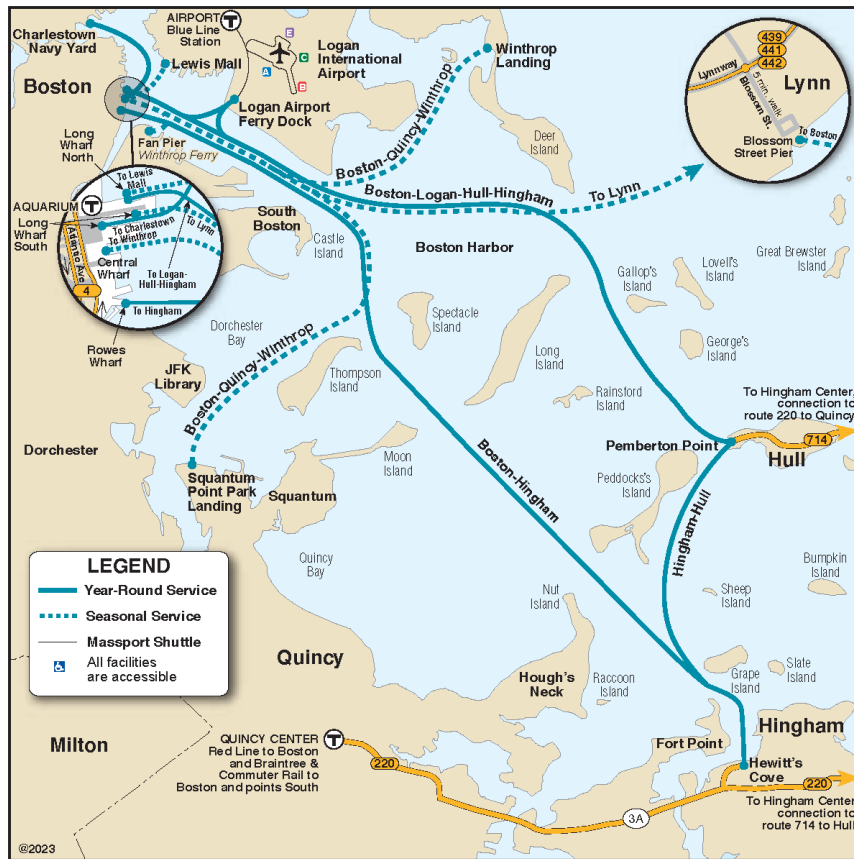 Charlestown
Navy Yard
AIRPORT
Blue Line
Station
T
E
C
A
B
Logan
International
Airport
Lewis Mall
Boston
Logan Airport
Ferry Dock
Winthrop
Landing
Boston-Quincy-Winthrop
439
441
442
Lynnway
5 min. walk
Blossom St.
Lynn
To Boston
Blossom
Street Pier
Long
Wharf
North
Fan Pier
Winthrop Ferry
Deer
Island
Boston-Logan-Hull-Hingham
To Lynn
To Lewis
Mall
AQUARIUM
T
Long
Wharf
South
To Charlestown
To Winthrop
To Lynn
Central
Wharf
To Logan-
Hull-Hingham
Atlantic Ave
4
To Hingham
Rowes
Wharf
South
Boston
Castle
Island
Boston Harbor
Gallop's
Island
Lovell's
Island
Great Brewster
Island
Spectacle
Island
Dorchester
Bay
Boston-Quincy-Winthrop
Thompson
Island
Long
Island
George's
Island
JFK
Library
Rainsford
Island
To Hingham Center,
connection to
route 220 to Quincy
714
Dorchester
Moon
Island
Boston-Hingham
Pemberton Point
Hull
Peddocks's
Island
Squantum
Point Park
Landing
Squantum
Hingham-Hull
Quincy
Bay
Bumpkin
Island
LEGEND
Year-Round Service
Seasonal Service
Massport Shuttle
All facilities
are accessible
Nut
Island
Sheep
Island
Quincy
Hough's
Neck
Raccoon
Island
Grape
Island
Slate
Island
Milton
QUINCY CENTER
Red Line to Boston
and Braintree &
Commuter Rail to
Boston and points South
T
220
Fort Point
Hingham
Hewitt's
Cove
220
3A
To Hingham Center,
connection to
route 714 to Hull
@2023